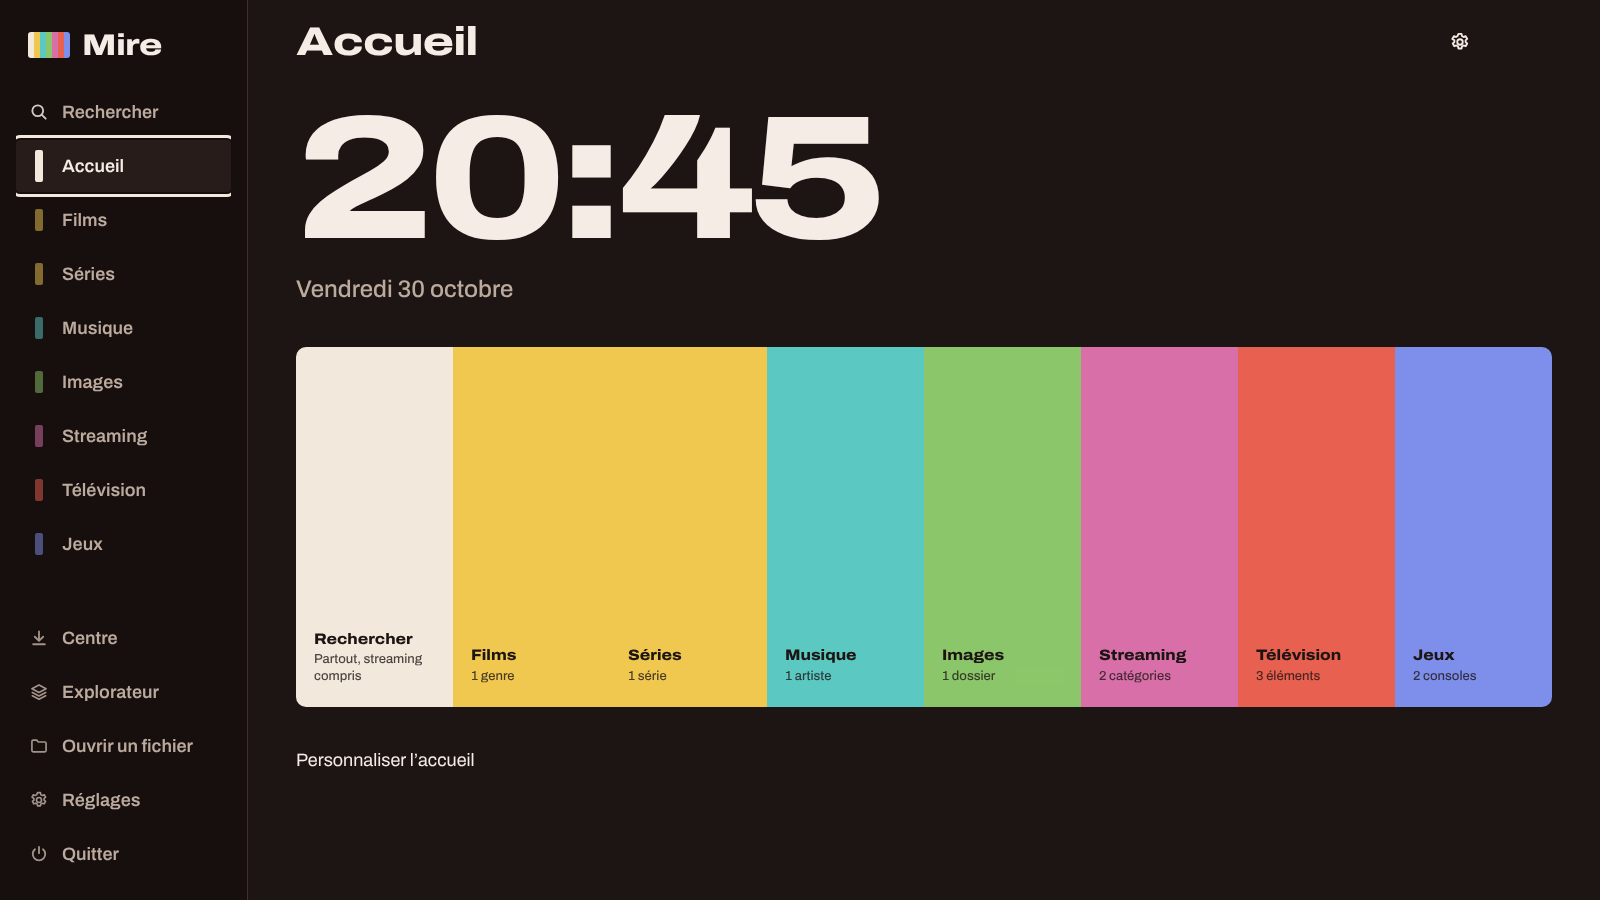 Mire
Rechercher
Accueil
Films
Séries
Musique
Images
Streaming
Télévision
Jeux
Centre
Explorateur
Ouvrir un fichier
Réglages
Quitter
Accueil
20:45
Vendredi 30 octobre
Rechercher
Partout, streaming
compris
Films
1 genre
Séries
1 série
Musique
1 artiste
Images
1 dossier
Streaming
2 catégories
Télévision
3 éléments
Jeux
2 consoles
Personnaliser l’accueil